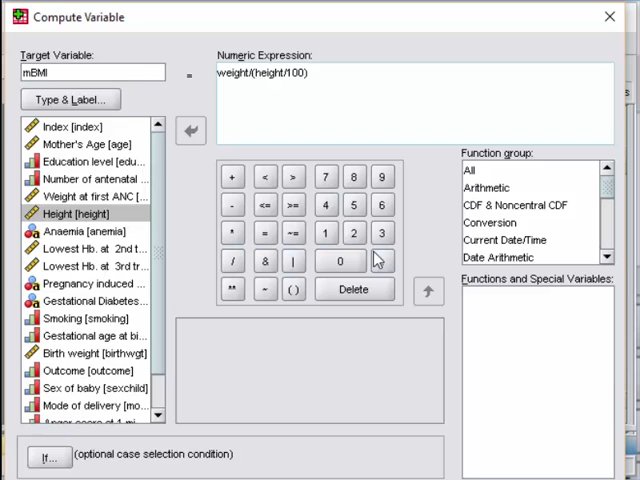 Compute Variable
Target Variable:
mBMI
=
Numeric Expression:
weight/(height/100)
Type & Label...
Index [index]
Mother's Age [age]
Education level [edu...
Number of antenatal
Weight at first ANC [...
Height [height]
Anaemia [anemia]
Lowest Hb. at 2nd t...
Lowest Hb. at 3rd tr...
Pregnancy induced
Gestational Diabetes...
Smoking [smoking]
Gestational age at bi...
Birth weight [birthwgt]
Outcome [outcome]
Sex of baby [sexchild]
Mode of delivery [mo...
+ < > 7 8 9
- <= >= 4 5 6
* = ~= 1 2 3
/ & | 0
** ~ ( ) Delete
Function group:
All
Arithmetic
CDF & Noncentral CDF
Conversion
Current Date/Time
Date Arithmetic
Functions and Special Variables:
If... (optional case selection condition)